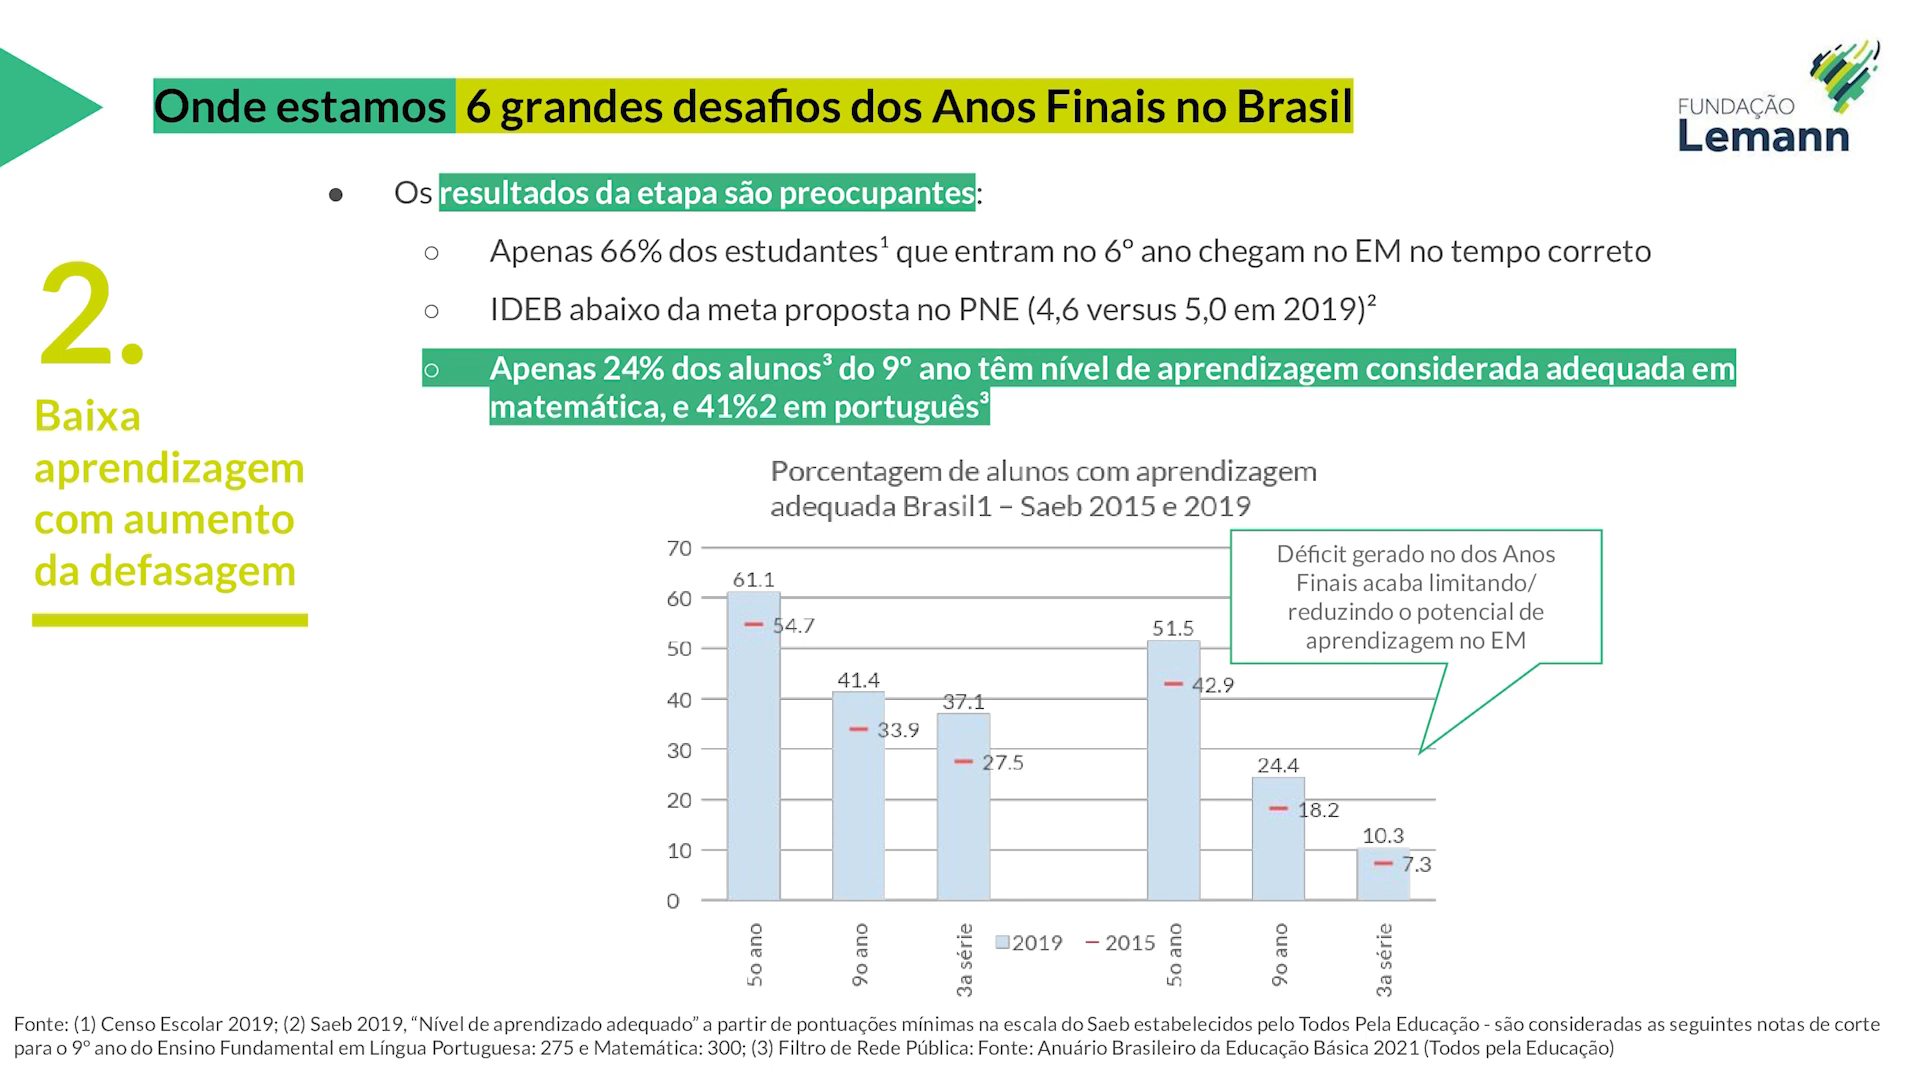 Onde estamos 6 grandes desafios dos Anos Finais no Brasil
FUNDAÇÃO
Lemann
● Os resultados da etapa são preocupantes:
○ Apenas 66% dos estudantes¹ que entram no 6º ano chegam no EM no tempo correto
○ IDEB abaixo da meta proposta no PNE (4,6 versus 5,0 em 2019)²
○ Apenas 24% dos alunos³ do 9º ano têm nível de aprendizagem considerada adequada em
matemática, e 41%2 em português³
2.
Baixa
aprendizagem
com aumento
da defasagem
Porcentagem de alunos com aprendizagem
adequada Brasil1 – Saeb 2015 e 2019
Déficit gerado no dos Anos
Finais acaba limitando/
reduzindo o potencial de
aprendizagem no EM
70
60
50
40
30
20
10
0
61.1
54.7
41.4
33.9
37.1
27.5
51.5
42.9
24.4
18.2
10.3
7.3
5o ano
9o ano
3a série
2019
2015
5o ano
9o ano
3a série
Fonte: (1) Censo Escolar 2019; (2) Saeb 2019, “Nível de aprendizado adequado” a partir de pontuações mínimas na escala do Saeb estabelecidos pelo Todos Pela Educação - são consideradas as seguintes notas de corte
para o 9º ano do Ensino Fundamental em Língua Portuguesa: 275 e Matemática: 300; (3) Filtro de Rede Pública: Fonte: Anuário Brasileiro da Educação Básica 2021 (Todos pela Educação)